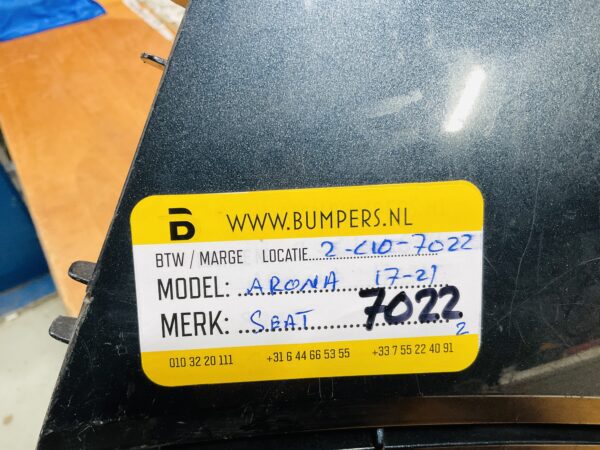 B WWW.BUMPERS.NL
BTW / MARGE LOCATIE 2-C10-7022
MODEL: ARONA 17-21
MERK: SEAT 7022 2
010 32 20 111 +31 6 44 66 53 55 +33 7 55 22 40 91